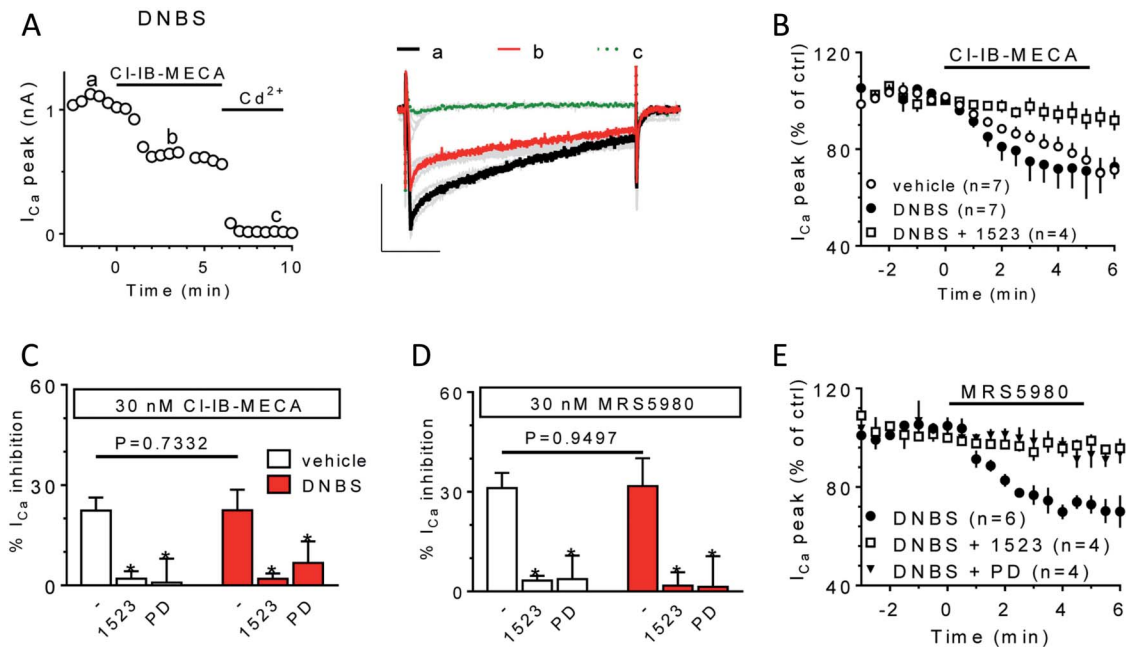 A
DNBS
Cl-IB-MECA
Cd2+
a
b
c
1
0
ICa peak (nA)
0
5
10
Time (min)
a
b
c
B
Cl-IB-MECA
120
80
40
ICa peak (% of ctrl)
vehicle (n=7)
DNBS (n=7)
DNBS + 1523 (n=4)
-2
0
2
4
6
Time (min)
C
60
30
0
% ICa inhibition
30 nM Cl-IB-MECA
P=0.7332
vehicle
DNBS
*
*
*
*
-
1523
PD
-
1523
PD
D
60
30
0
% ICa inhibition
30 nM MRS5980
P=0.9497
*
*
*
*
-
1523
PD
-
1523
PD
E
MRS5980
120
80
40
ICa peak (% of ctrl)
DNBS (n=6)
DNBS + 1523 (n=4)
DNBS + PD (n=4)
-2
0
2
4
6
Time (min)